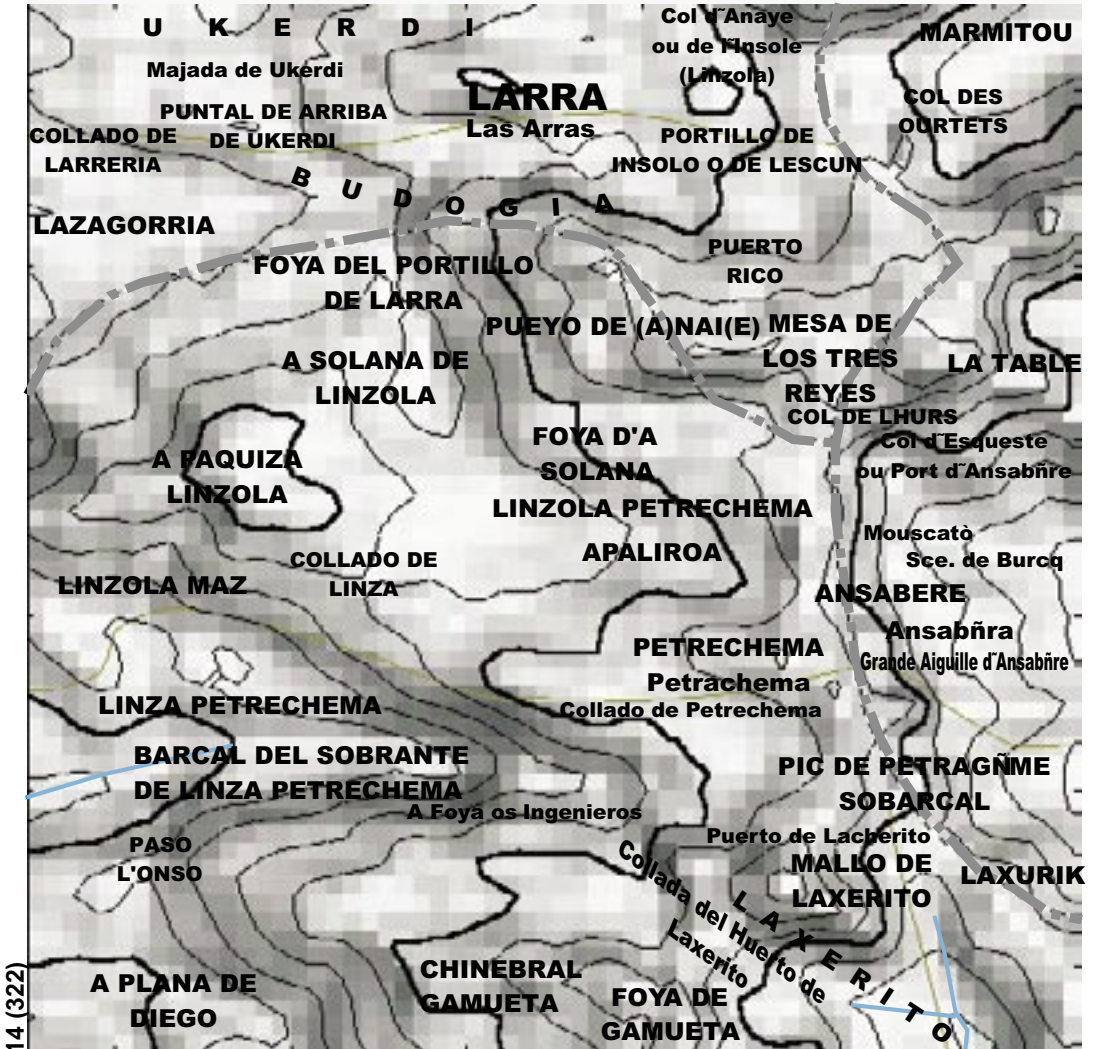 U K E R D I
Col d˜Anaye
ou de l˜Insole
(Linzola)
MARMITOU
Majada de Ukerdi
LARRA
Las Arras
COL DES
OURTETS
PUNTAL DE ARRIBA
DE UKERDI
COLLADO DE
LARRERIA
PORTILLO DE
INSOLO O DE LESCUN
B U D O G I A
LAZAGORRIA
PUERTO
RICO
FOYA DEL PORTILLO
DE LARRA
PUEYO DE (A)NAI(E)
MESA DE
LOS TRES
REYES
A SOLANA DE
LINZOLA
LA TABLE
COL DE LHURS
Col d˜Esqueste
ou Port d˜Ansabñre
FOYA D'A
SOLANA
A PAQUIZA
LINZOLA
LINZOLA PETRECHEMA
Mouscatò
Sce. de Burcq
APALIROA
COLLADO DE
LINZA
LINZOLA MAZ
ANSABERE
Ansabñra
Grande Aiguille d˜Ansabñre
PETRECHEMA
Petrachema
Collado de Petrechema
LINZA PETRECHEMA
BARCAL DEL SOBRANTE
DE LINZA PETRECHEMA
PIC DE PETRAGÑME
SOBARCAL
A Foya os Ingenieros
Puerto de Lacherito
PASO
L'ONSO
MALLO DE
LAXERITO
LAXURIK
Collada del Huerto de
Laxerito
L A X E R I T O
CHINEBRAL
GAMUETA
A PLANA DE
DIEGO
FOYA DE
GAMUETA
14 (322)